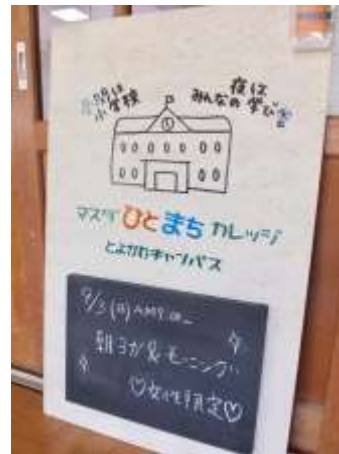 昼間は
小学校
夜は
みんなの学び舎
マスダひとまちカレッジ
とよかわキャンパス
9/3(日)AM9:00~
朝ヨガ&モーニング
♡女性限定♡